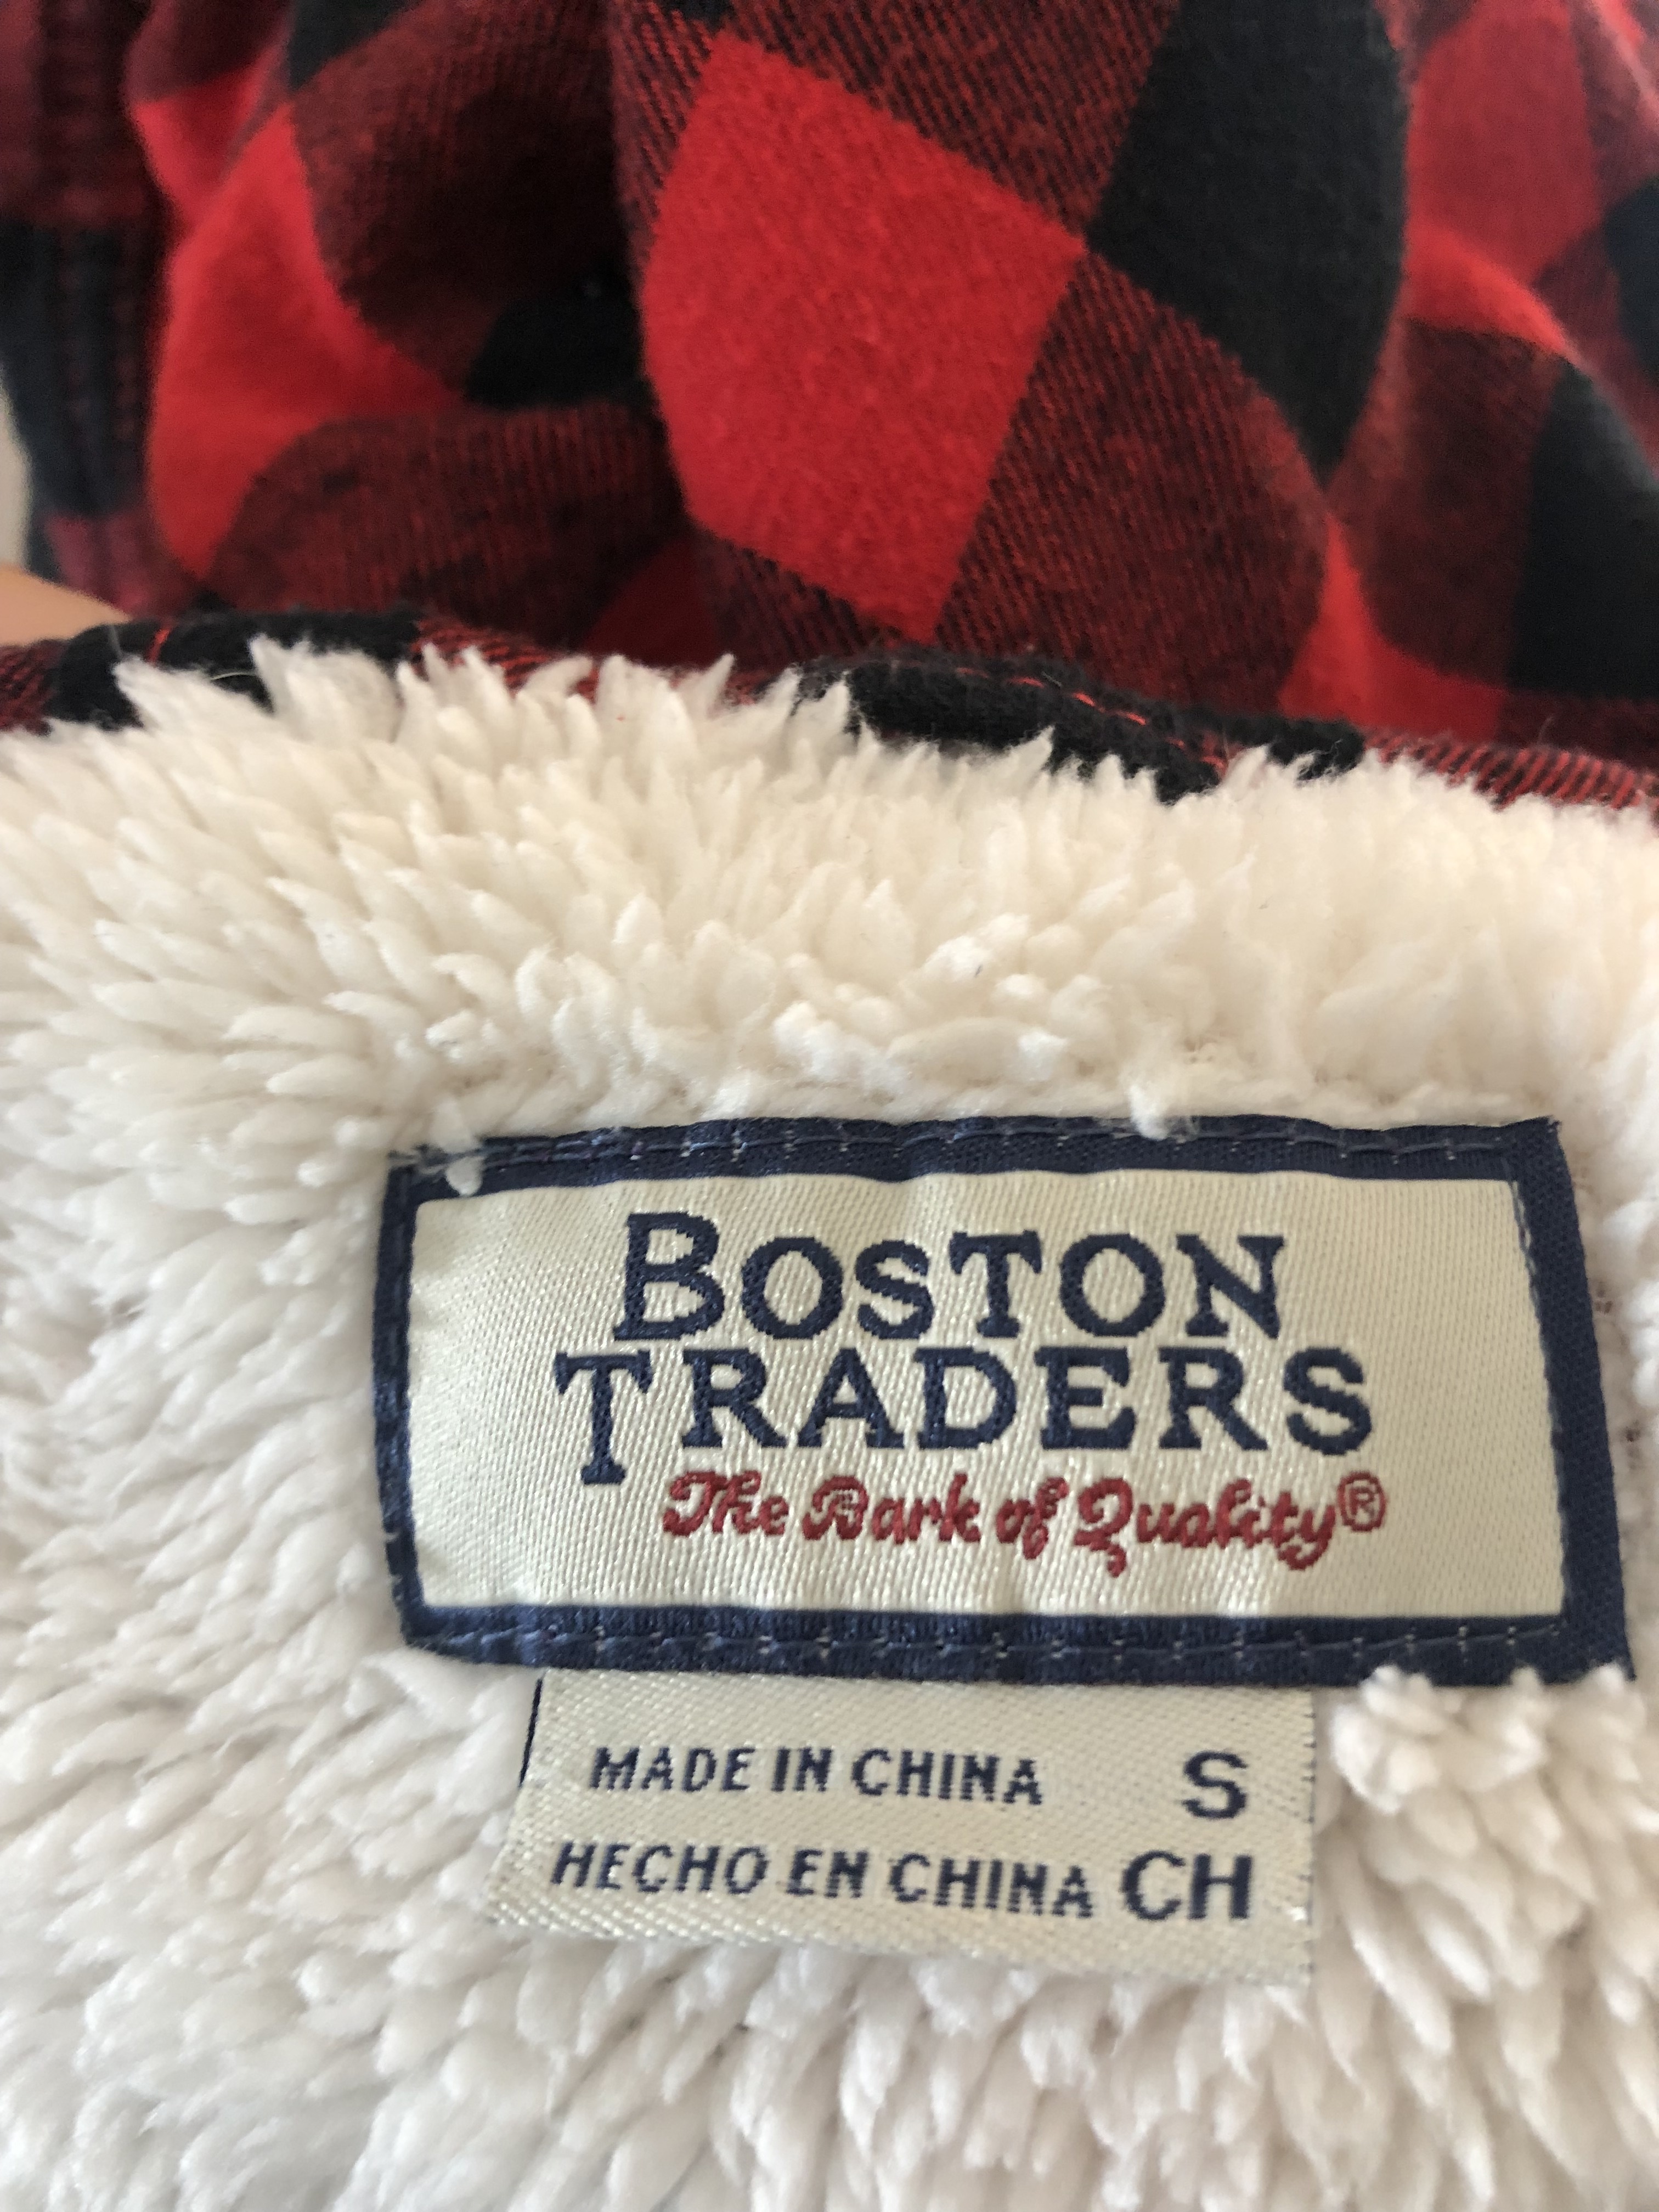 BOSTON
TRADERS
The Bark of Quality®
MADE IN CHINA S
HECHO EN CHINA CH